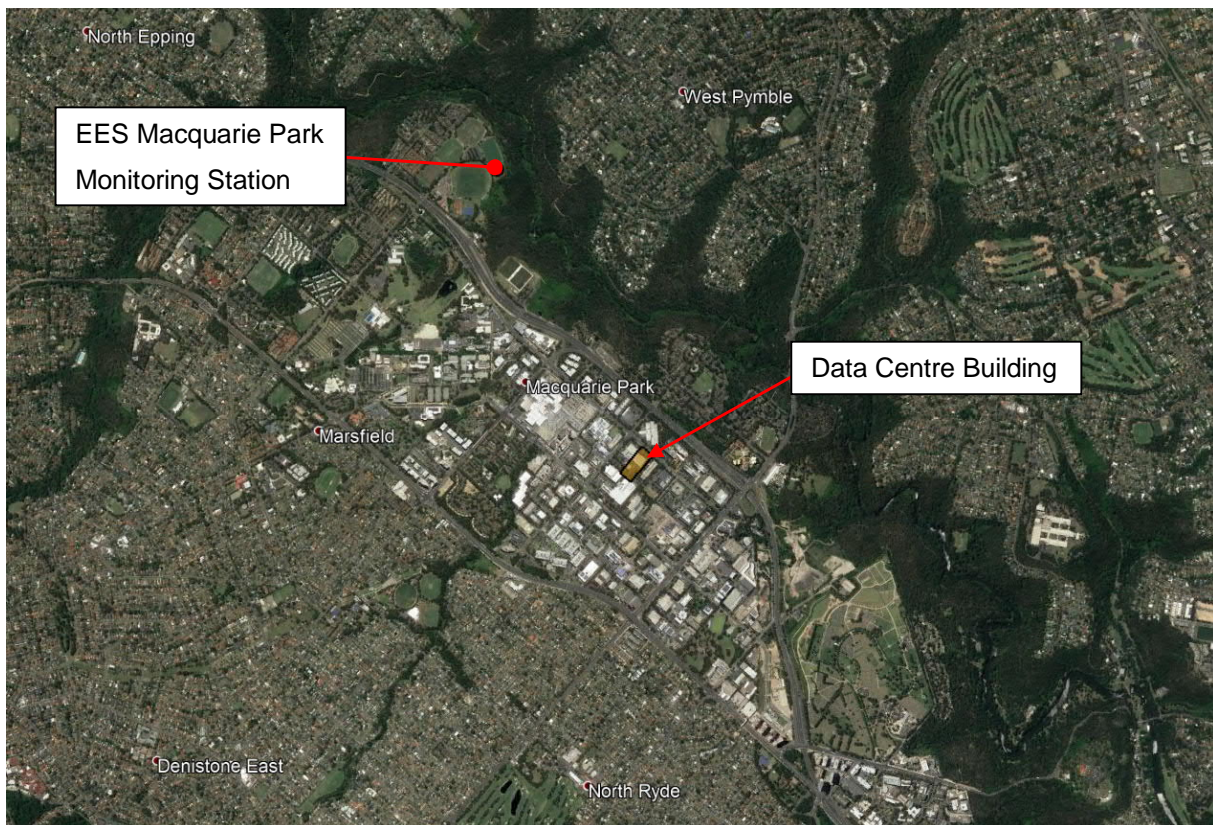 North Epping
West Pymble
EES Macquarie Park
Monitoring Station
Data Centre Building
Macquarie Park
Marsfield
Denistone East
North Ryde